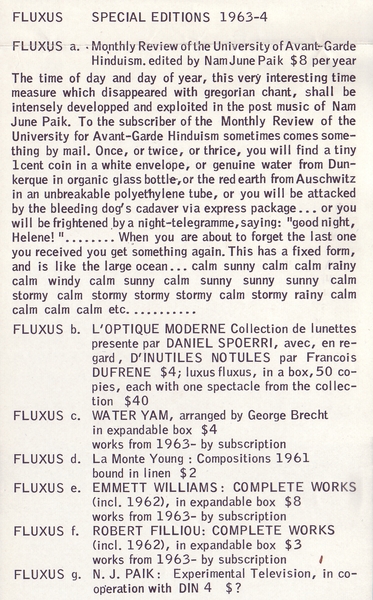 FLUXUS SPECIAL EDITIONS 1963-4
FLUXUS a. Monthly Review of the University of Avant-Garde
Hinduism. edited by Nam June Paik $8 per year
The time of day and day of year, this very interesting time
measure which disappeared with gregorian chant, shall be
intensely developped and exploited in the post music of Nam
June Paik. To the subscriber of the Monthly Review of the
University for Avant-Garde Hinduism sometimes comes some-
thing by mail. Once, or twice, or thrice, you will find a tiny
1cent coin in a white envelope, or genuine water from Dun-
kerque in organic glass bottle, or the red earth from Auschwitz
in an unbreakable polyethylene tube, or you will be attacked
by the bleeding dog's cadaver via express package... or you
will be frightened by a night-telegramme, saying: "good night,
Helene! "........ When you are about to forget the last one
you received you get something again. This has a fixed form,
and is like the large ocean... calm sunny calm calm rainy
calm windy calm sunny calm sunny sunny sunny calm
stormy calm stormy stormy stormy calm stormy rainy calm
calm calm calm etc. ..........
FLUXUS b. L'OPTIQUE MODERNE Collection de lunettes
presente par DANIEL SPOERRI, avec, en re-
gard, D'INUTILES NOTULES par Francois
DUFRENE $4; luxus fluxus, in a box, 50 co-
pies, each with one spectacle from the collec-
tion $40
FLUXUS c. WATER YAM, arranged by George Brecht
in expandable box $4
works from 1963- by subscription
FLUXUS d. La Monte Young : Compositions 1961
bound in linen $2
FLUXUS e. EMMETT WILLIAMS : COMPLETE WORKS
(incl. 1962), in expandable box $8
works from 1963- by subscription
FLUXUS f. ROBERT FILLIOU: COMPLETE WORKS
(incl. 1962), in expandable box $3
works from 1963- by subscription
FLUXUS g. N. J. PAIK: Experimental Television, in co-
operation with DIN 4 $ ?